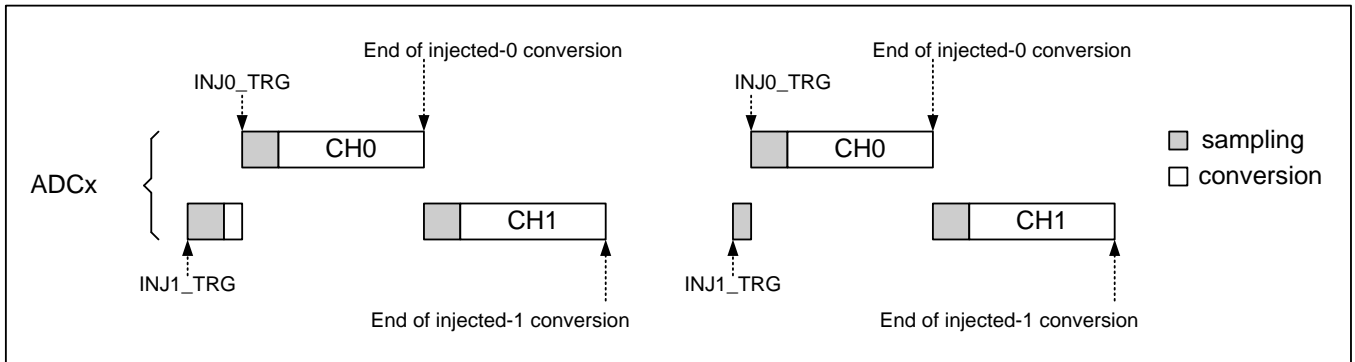 End of injected-0 conversion
End of injected-0 conversion
INJ0_TRG
INJ0_TRG
CH0
CH0
sampling
conversion
ADCx
CH1
CH1
INJ1_TRG
INJ1_TRG
End of injected-1 conversion
End of injected-1 conversion